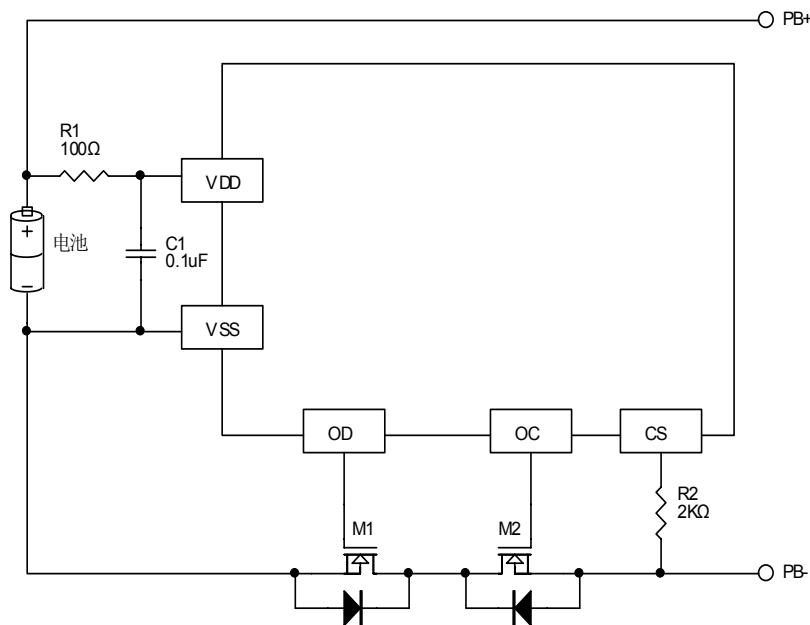 PB+
R1
100Ω
VDD
电池
C1
0.1uF
VSS
OD
OC
CS
M1
M2
R2
2KΩ
PB-